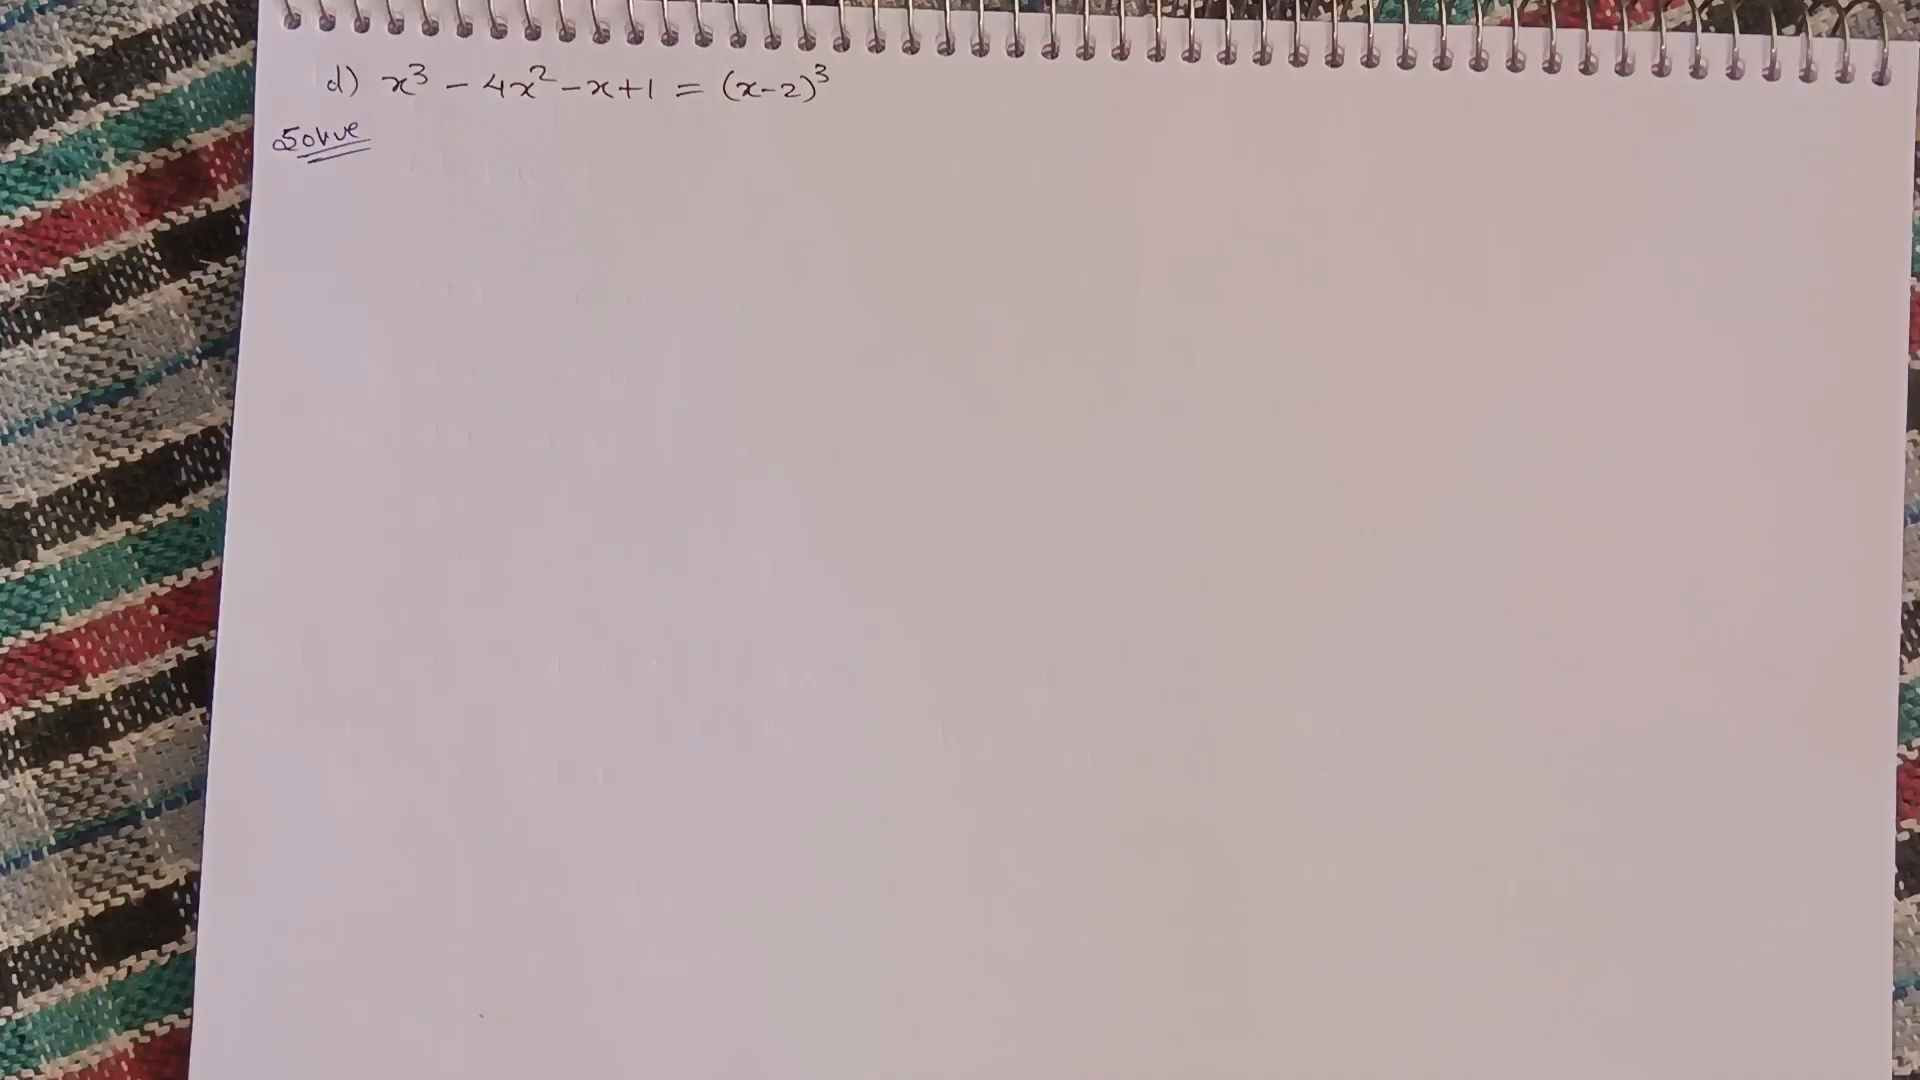 d) x³ - 4x² - x + 1 = (x-2)³
Solve